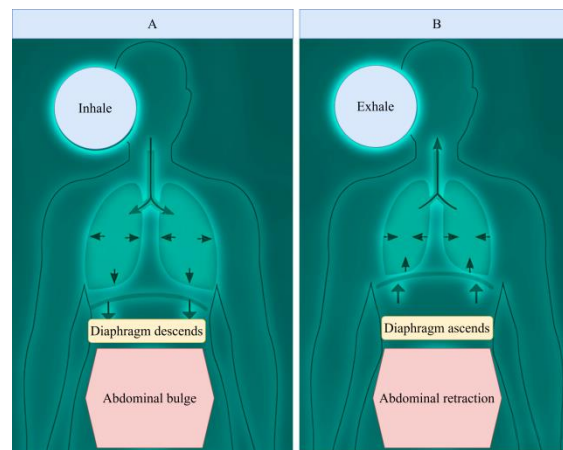 A
B
Inhale
Exhale
Diaphragm descends
Diaphragm ascends
Abdominal bulge
Abdominal retraction